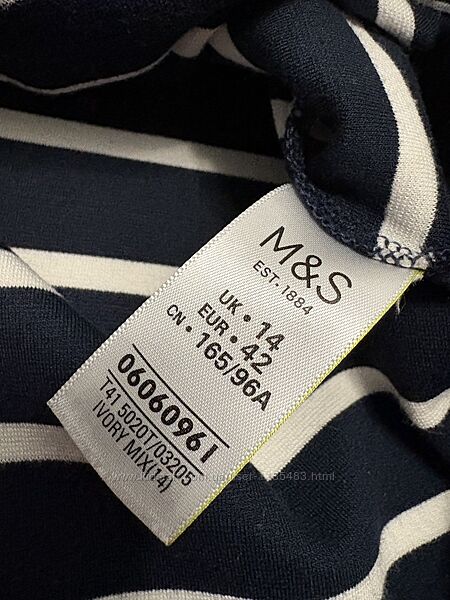 M&S
EST. 1884
UK • 14
EUR • 42
CN • 165/96A
06060961
T41 5020T/03205
IVORY MIX(14)